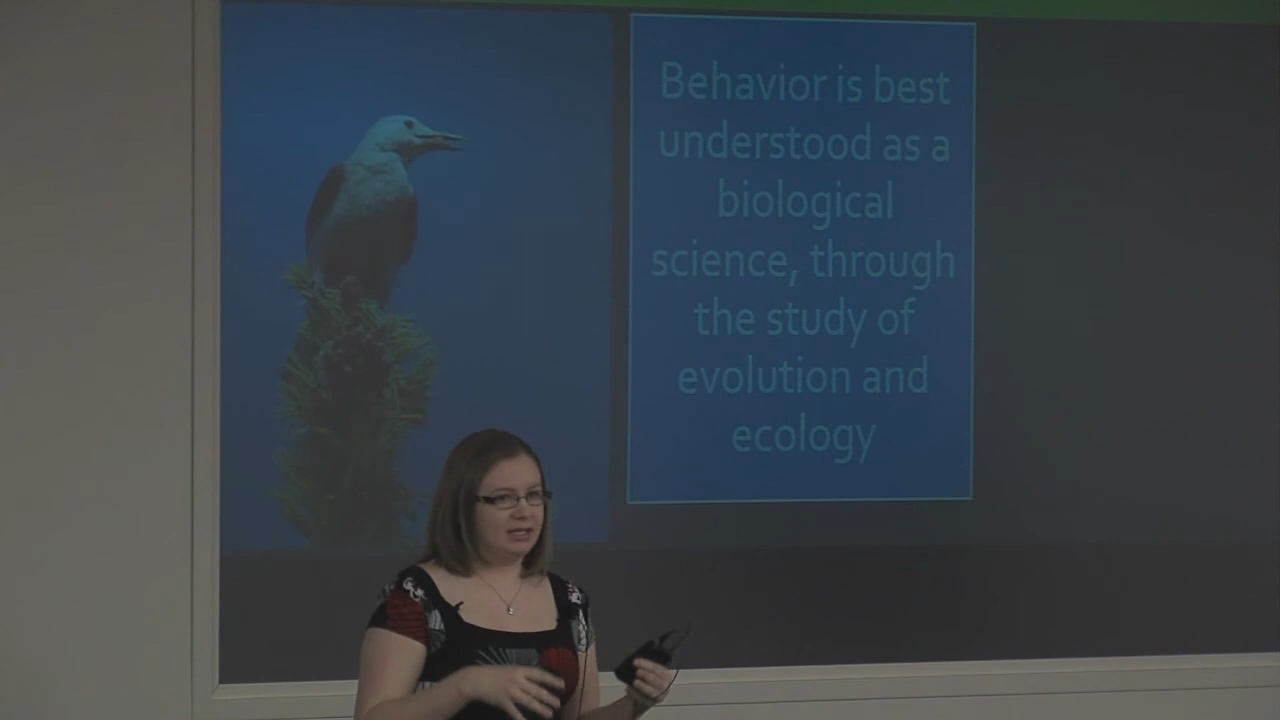 Behavior is best
understood as a
biological
science, through
the study of
evolution and
ecology